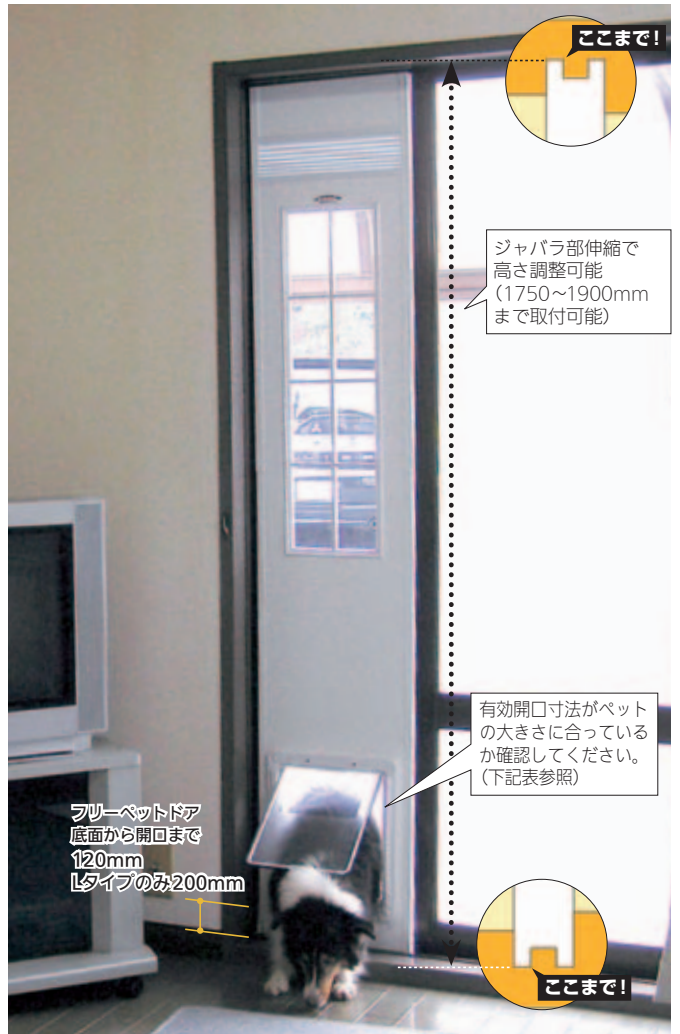 ここまで！
ジャバラ部伸縮で
高さ調整可能
（1750～1900mm
まで取付可能）
有効開口寸法がペット
の大きさに合っている
か確認してください。
（下記表参照）
フリーペットドア
底面から開口まで
120mm
Lタイプのみ200mm
ここまで！